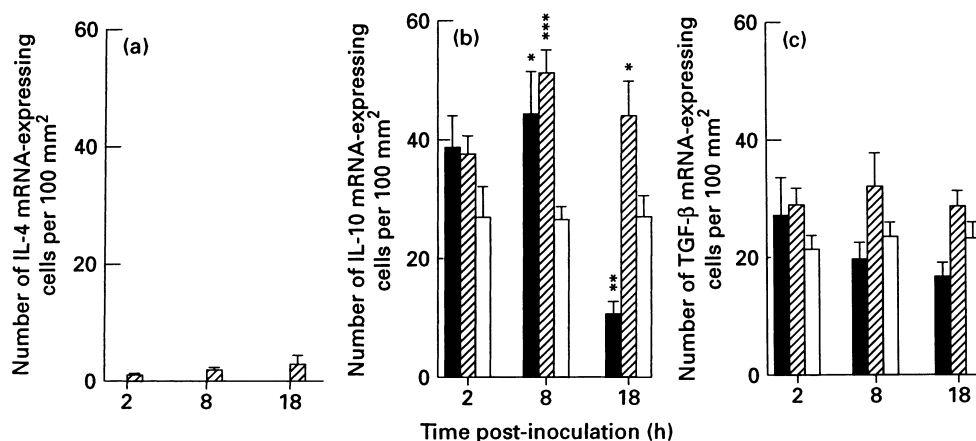 Number of IL-4 mRNA-expressing
cells per 100 mm²
60
40
20
0
(a)
2 8 18
Number of IL-10 mRNA-expressing
cells per 100 mm²
60
40
20
0
(b)
*
***
**
*
2 8 18
Number of TGF-β mRNA-expressing
cells per 100 mm²
60
40
20
0
(c)
2 8 18
Time post-inoculation (h)